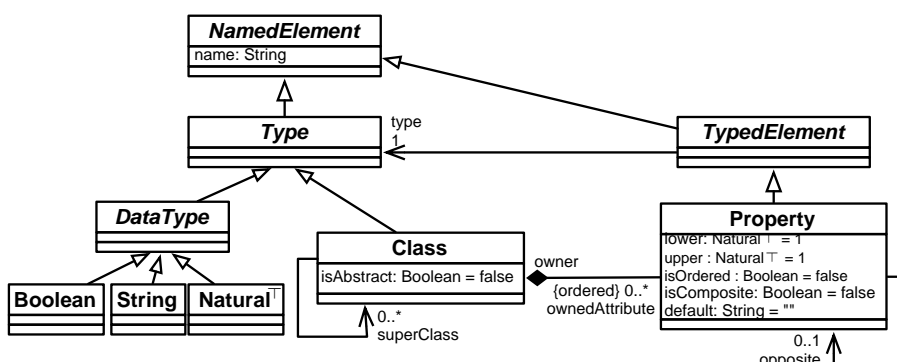 NamedElement
name: String
Type
type
1
TypedElement
DataType
Boolean
String
Natural⊤
Class
isAbstract: Boolean = false
0..*
superClass
owner
{ordered} 0..*
ownedAttribute
Property
lower: Natural⊤ = 1
upper : Natural⊤ = 1
isOrdered : Boolean = false
isComposite: Boolean = false
default: String = ""
0..1
opposite